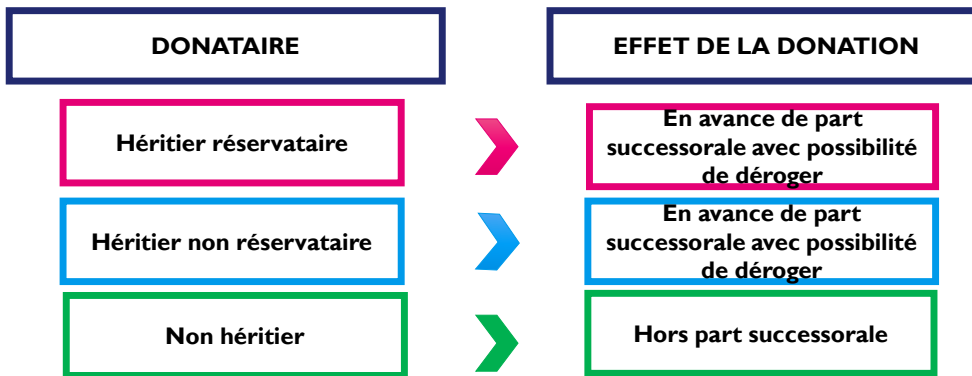 DONATAIRE
EFFET DE LA DONATION
Héritier réservataire
En avance de part
successorale avec possibilité
de déroger
Héritier non réservataire
En avance de part
successorale avec possibilité
de déroger
Non héritier
Hors part successorale